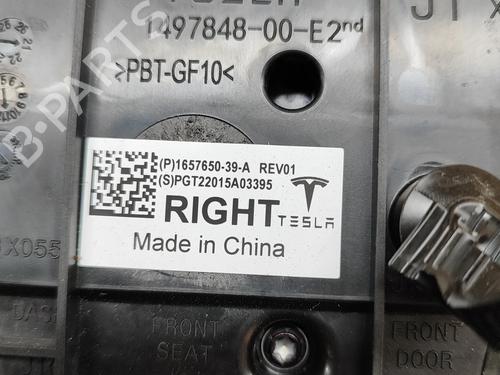 1497848-00-E2nd
>PBT-GF10<
(P)1657650-39-A REV01
(S)PGT22015A03395
RIGHT TESLA
Made in China
FRONT
SEAT
FRONT
DOOR
B-PARTS